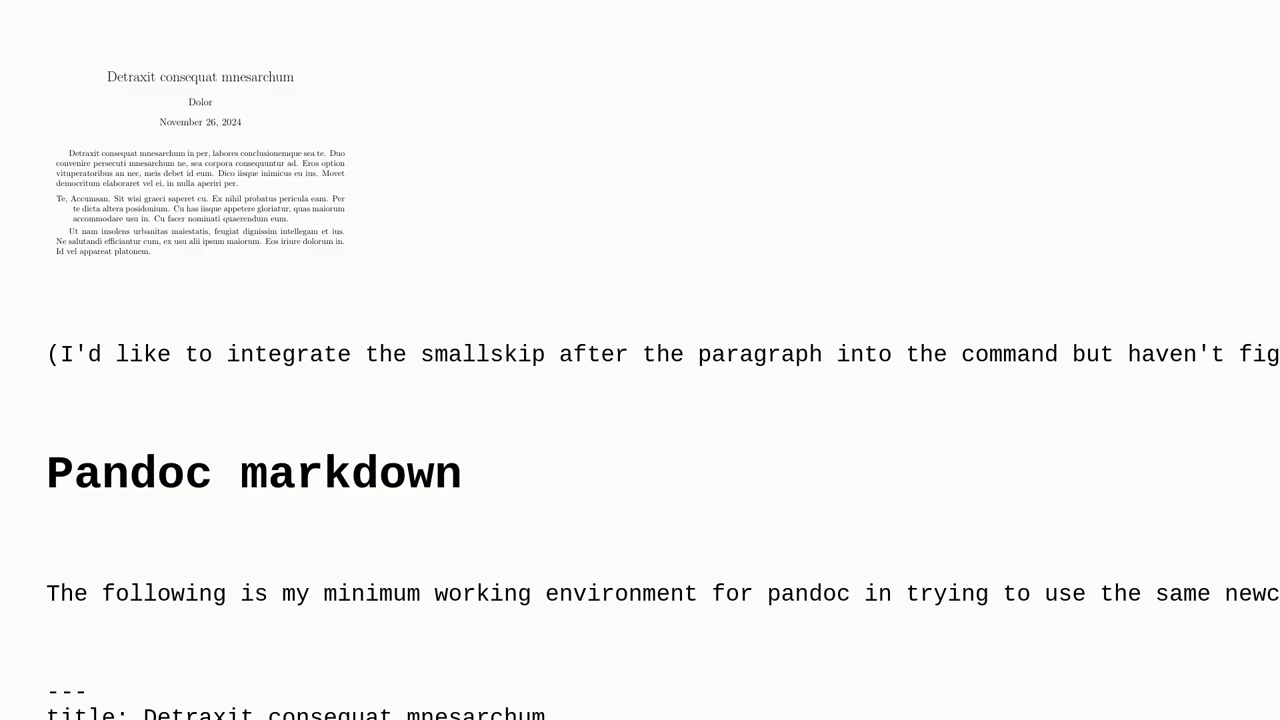 Detraxit consequat mnesarchum
Dolor
November 26, 2024
Detraxit consequat mnesarchum in per, labores conclusionemque sea te. Duo
convenire persecuti mnesarchum ne, sea corpora consequuntur ad. Eros option
vituperatoribus an nec, meis debet id eum. Dico iisque inimicus eu ius. Movet
democritum elaboraret vel ei, in nulla aperiri per.
Te, Accumsan. Sit wisi graeci saperet cu. Ex nihil probatus pericula eam. Per
te dicta altera posidonium. Cu has iisque appetere gloriatur, quas maiorum
accommodare usu in. Cu facer nominati quaerendum eum.
Ut nam insolens urbanitas maiestatis, feugiat dignissim intellegam et ius.
Ne salutandi efficiantur cum, ex usu alii ipsum maiorum. Eos iriure dolorum in.
Id vel appareat platonem.
(I'd like to integrate the smallskip after the paragraph into the command but haven't fig
Pandoc markdown
The following is my minimum working environment for pandoc in trying to use the same newc
---
title: Detraxit consequat mnesarchum